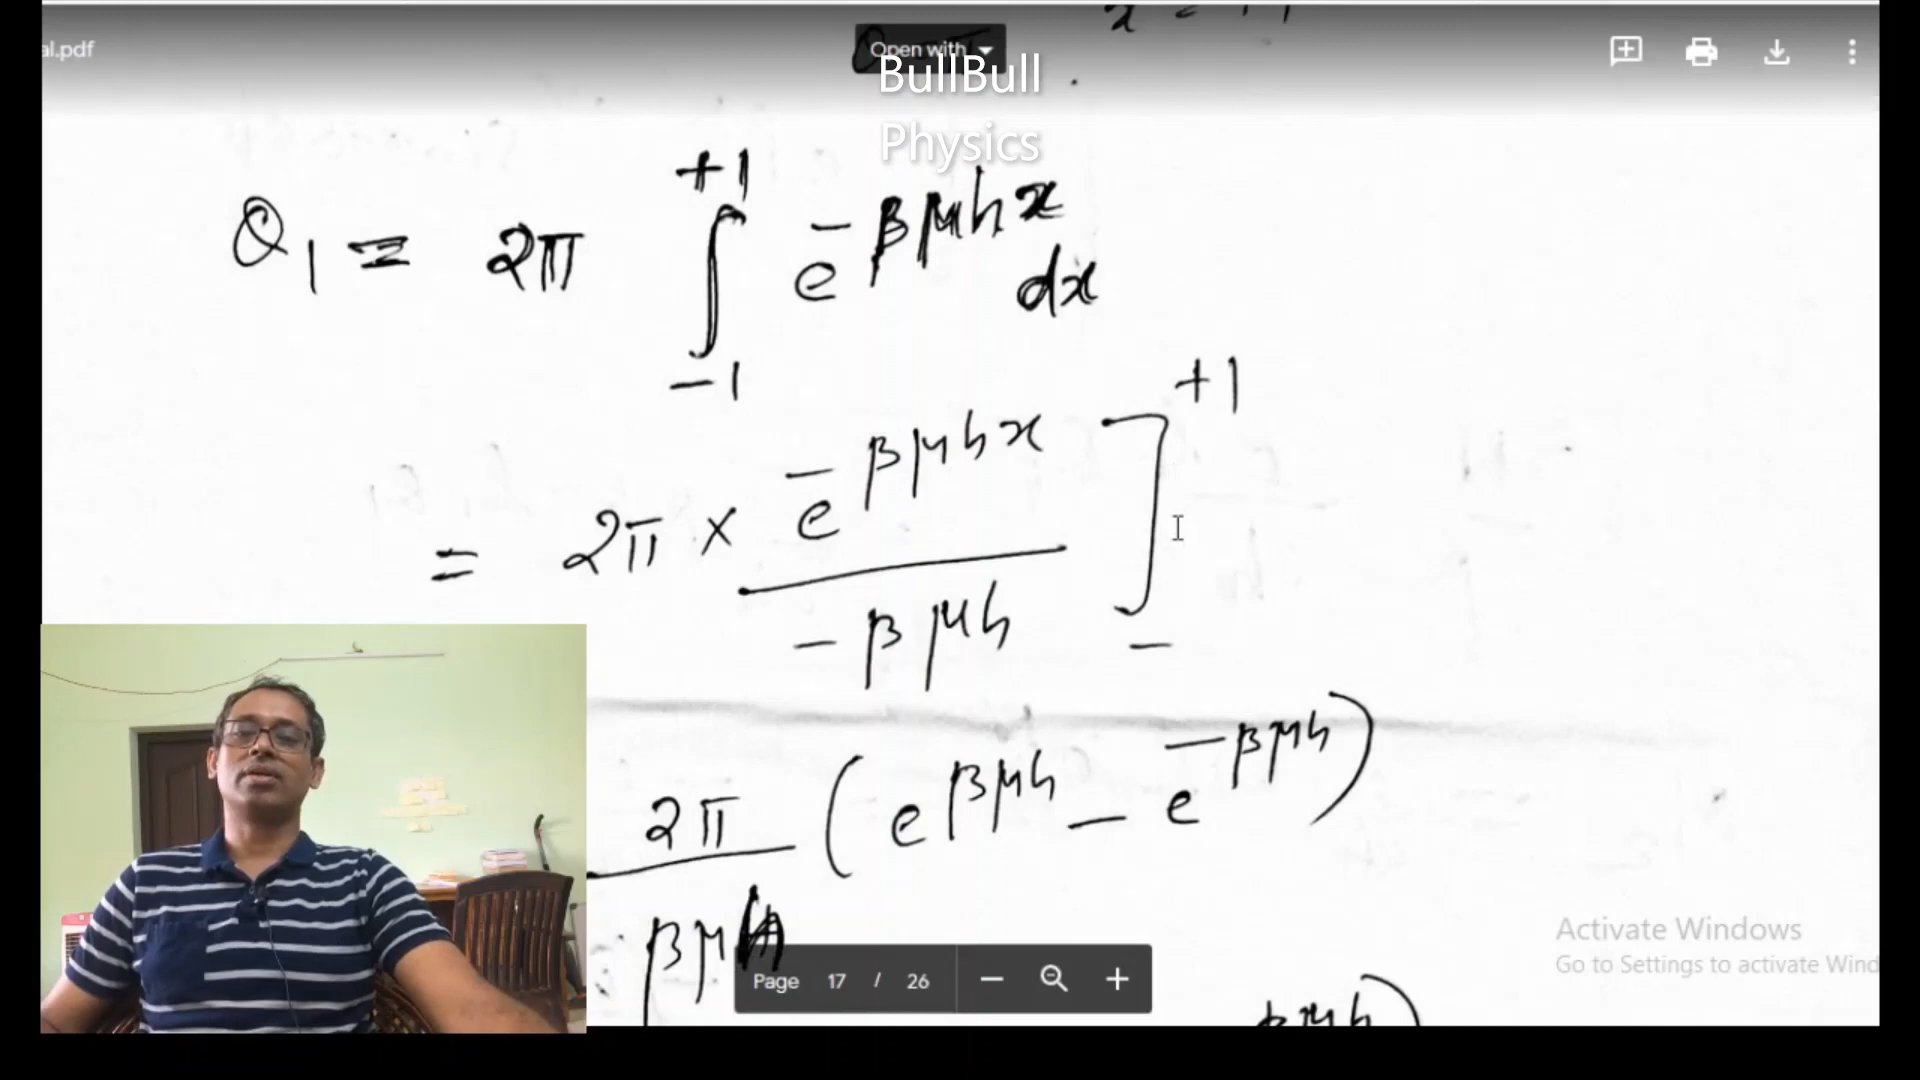 al.pdf
Open with
BullBull
Physics
Q₁ = 2π ∫₋₁⁺¹ e^{-βμhx} dx
= 2π × e^{-βμhx} / -βμh ]₋⁺¹
2π / βμh (e^{βμh} - e^{-βμh})
βμh)
Page 17 / 26
Activate Windows
Go to Settings to activate Wind